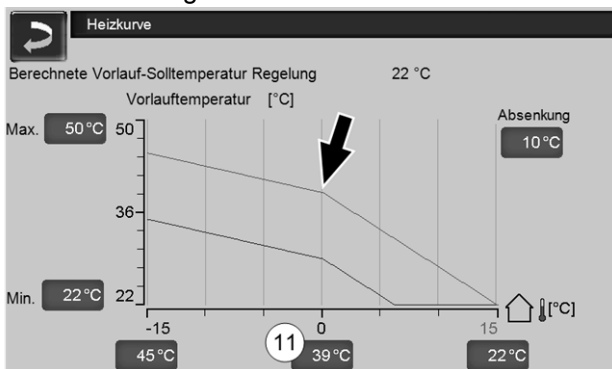 Heizkurve
Berechnete Vorlauf-Solltemperatur Regelung 22 °C
Vorlauftemperatur [°C]
Absenkung
Max. 50°C 50
10°C
36
Min. 22°C 22
[°C]
-15 0 15
11
45°C 39°C 22°C